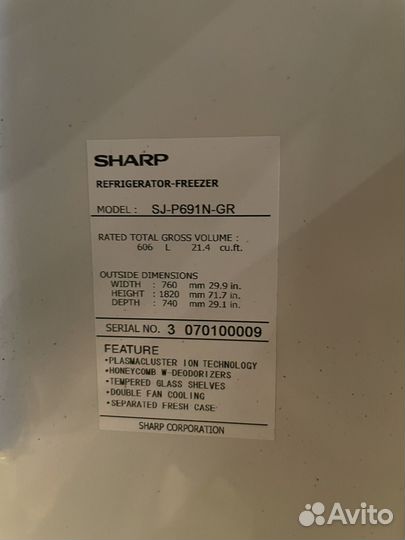 SHARP
REFRIGERATOR-FREEZER
MODEL : SJ-P691N-GR
RATED TOTAL GROSS VOLUME :
606 L 21.4 cu.ft.
OUTSIDE DIMENSIONS
WIDTH : 760 mm 29.9 in.
HEIGHT : 1820 mm 71.7 in.
DEPTH : 740 mm 29.1 in.
SERIAL NO. 3 070100009
FEATURE
•PLASMACLUSTER ION TECHNOLOGY
•HONEYCOMB W-DEODORIZERS
•TEMPERED GLASS SHELVES
•DOUBLE FAN COOLING
•SEPARATED FRESH CASE
SHARP CORPORATION
Avito